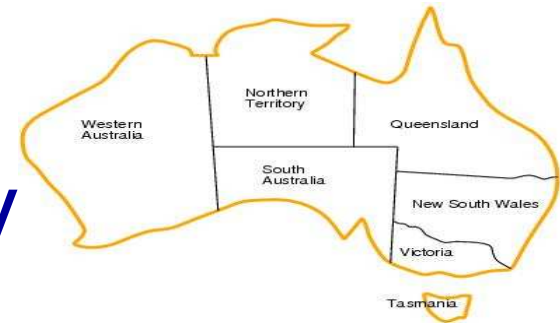 Northern
Territory
Western
Australia
Queensland
South
Australia
y
New South Wales
Victoria
Tasmania